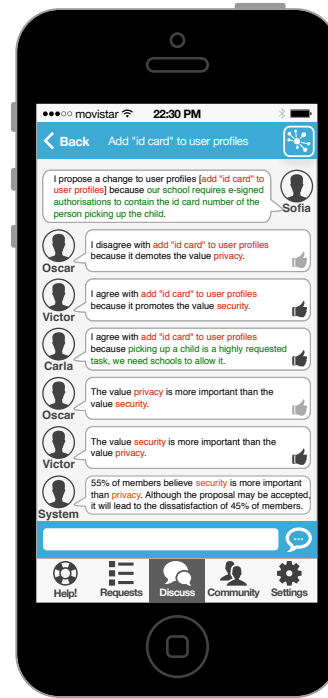 movistar 22:30 PM
Back Add "id card" to user profiles
I propose a change to user profiles [add "id card" to
user profiles] because our school requires e-signed
authorisations to contain the id card number of the
person picking up the child.
Sofia
I disagree with add "id card" to user profiles
because it demotes the value privacy.
Oscar
I agree with add "id card" to user profiles
because it promotes the value security.
Victor
I agree with add "id card" to user profiles
because picking up a child is a highly requested
task, we need schools to allow it.
Carla
The value privacy is more important than the
value security.
Oscar
The value security is more important than the
value privacy.
Victor
55% of members believe security is more important
than privacy. Although the proposal may be accepted,
it will lead to the dissatisfaction of 45% of members.
System
Help! Requests Discuss Community Settings